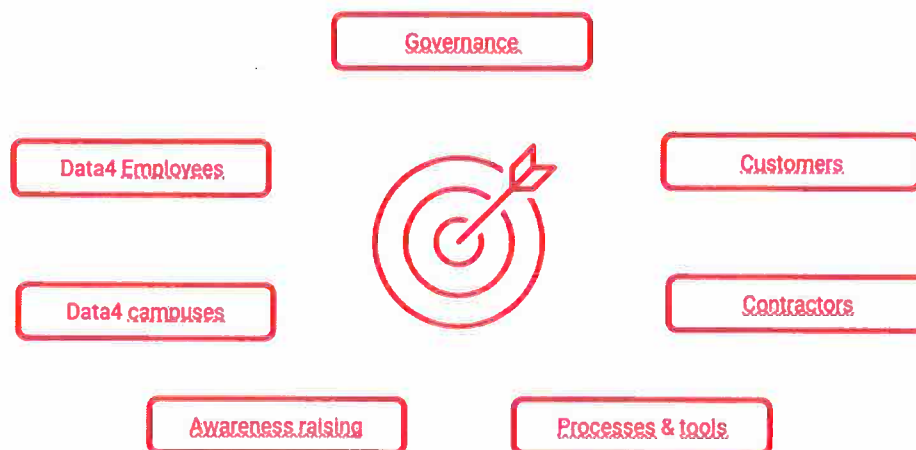 Governance
Data4 Employees
Customers
Data4 campuses
Contractors
Awareness raising
Processes & tools